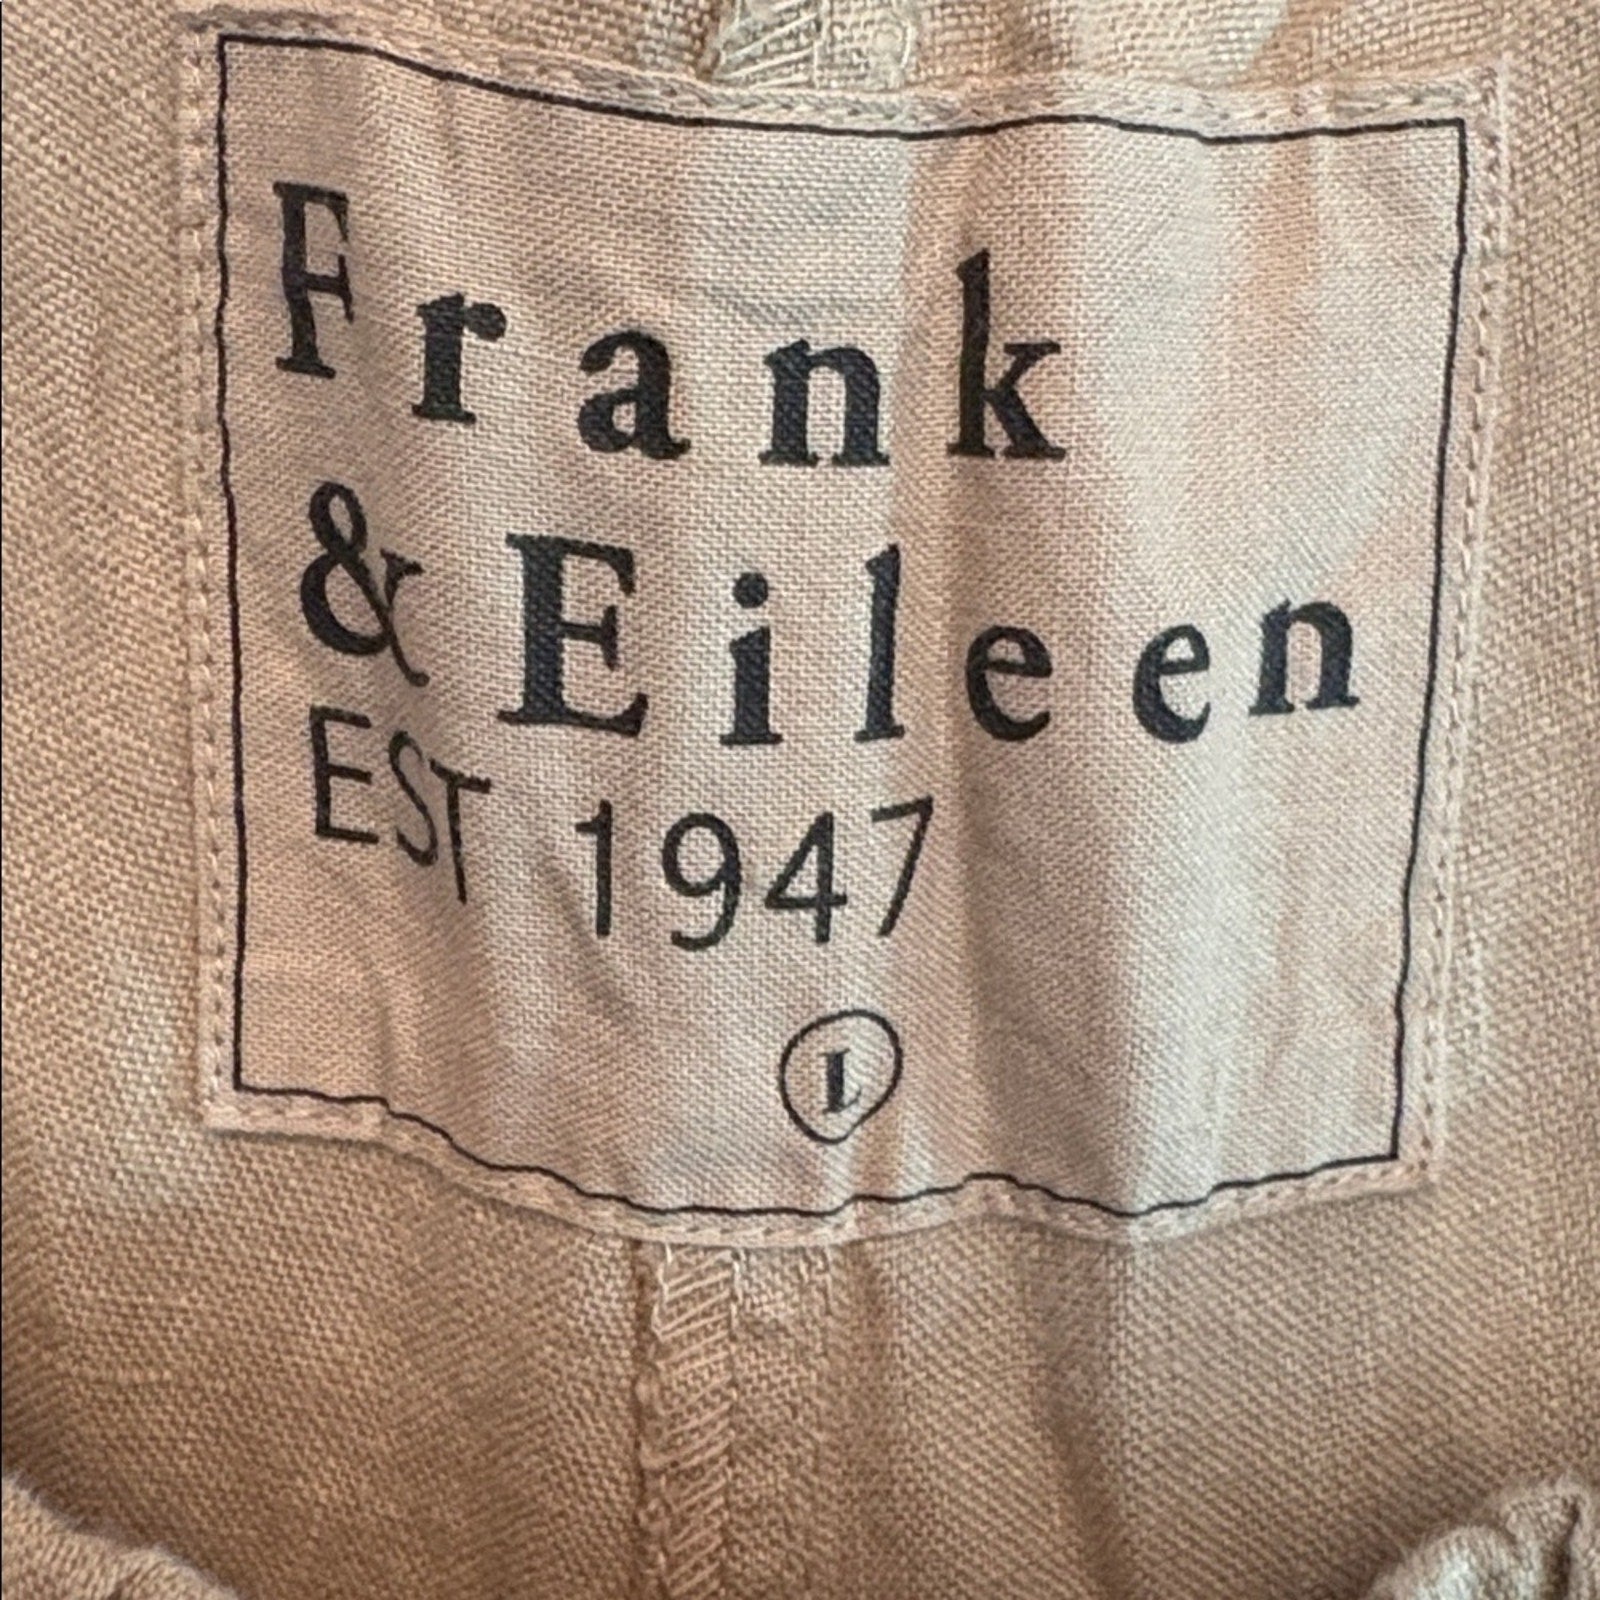 Frank
& Eileen
EST 1947
L